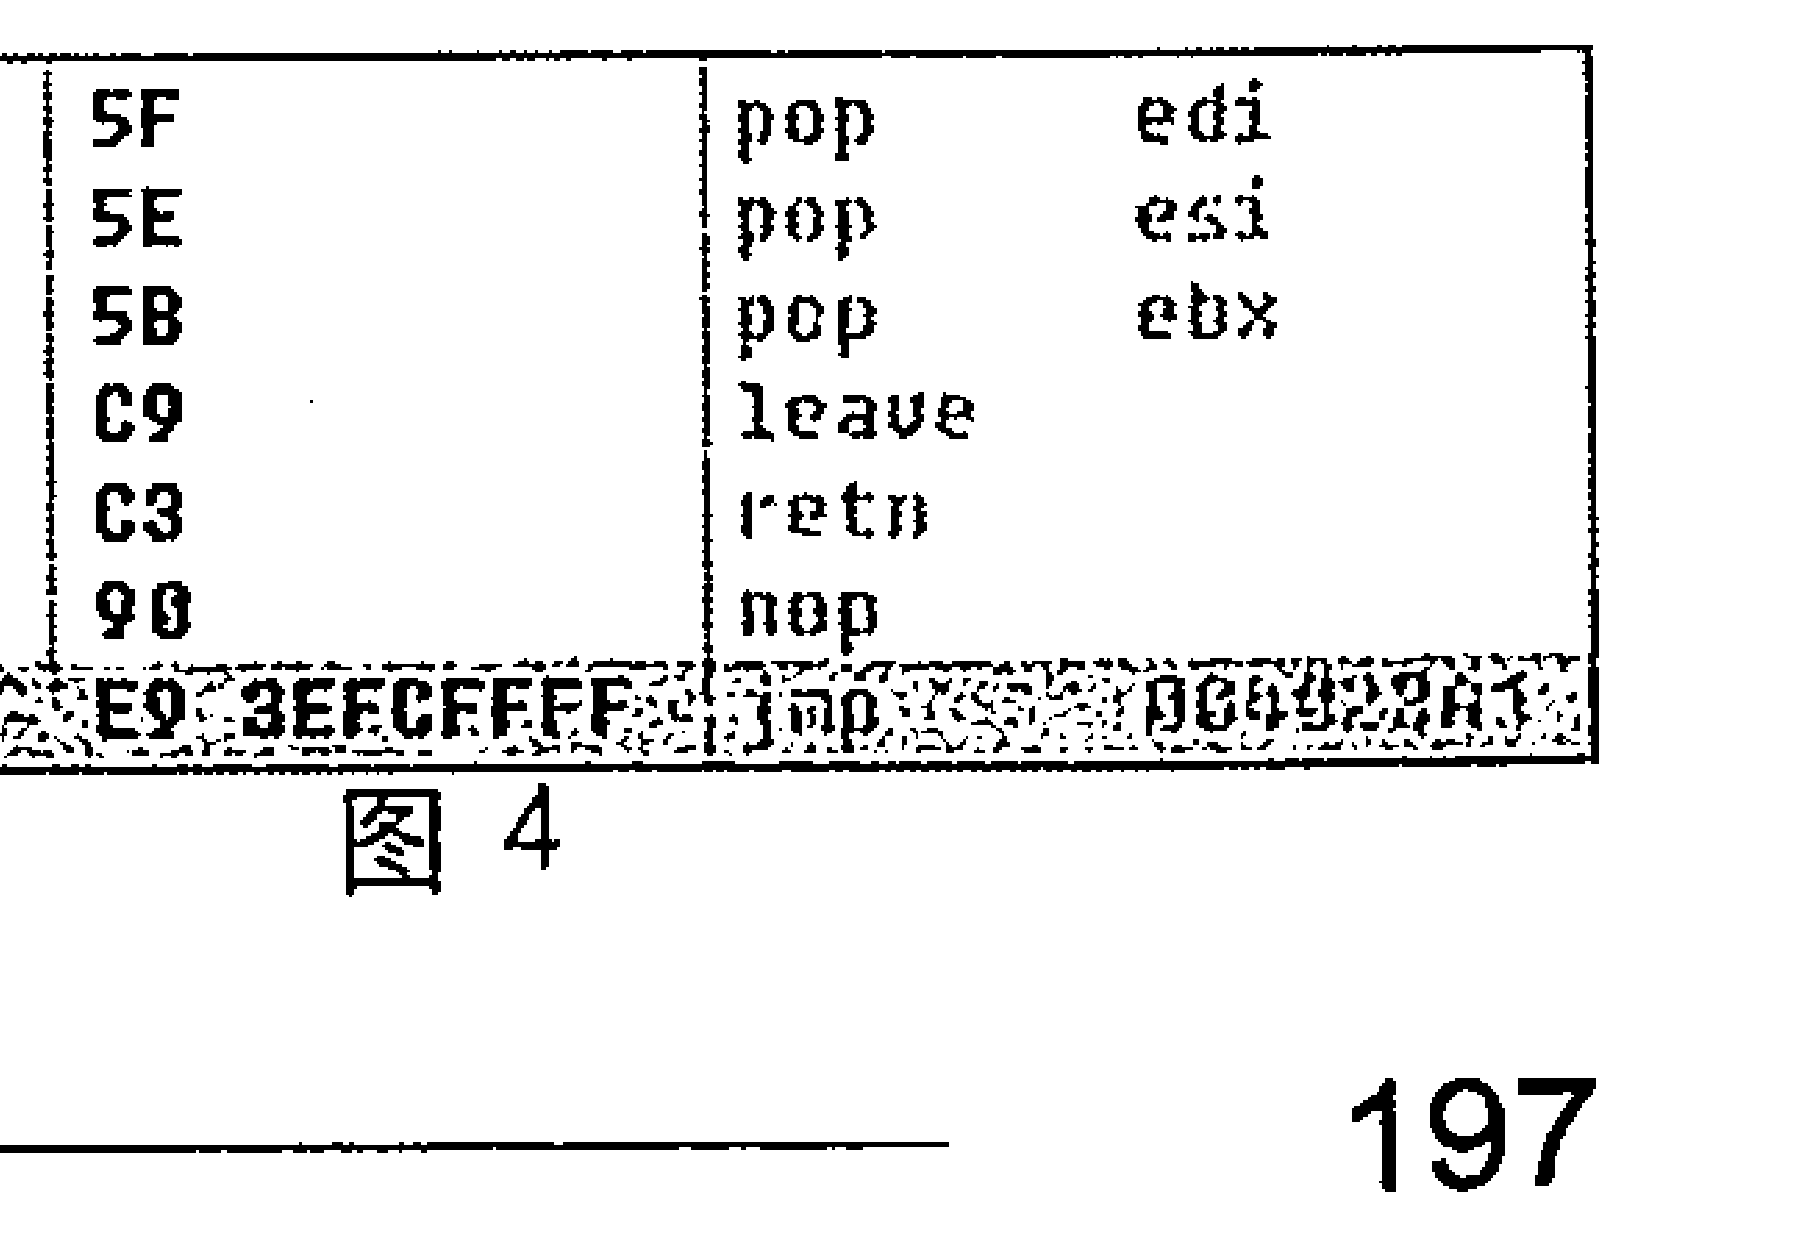 5F pop edi
5E pop esi
5B pop ebx
C9 leave
C3 retn
90 nop
E9 3EFCFFFF jmp
图 4
197